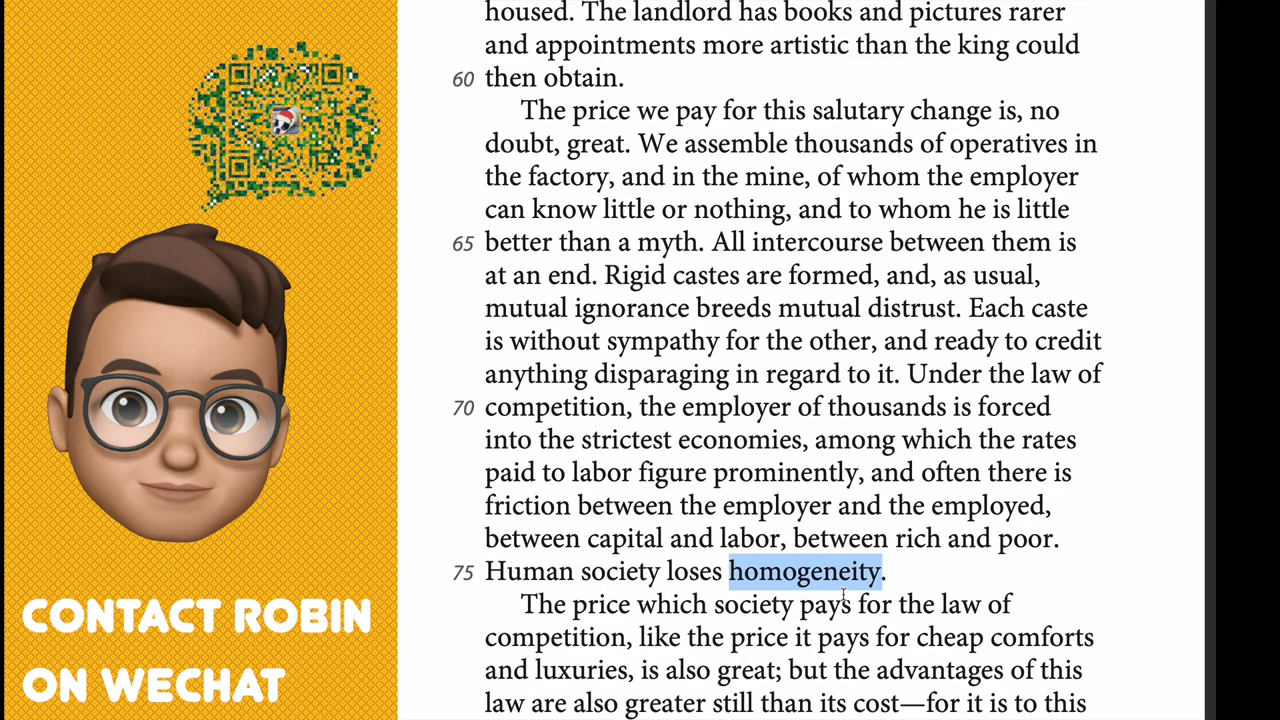 housed. The landlord has books and pictures rarer
and appointments more artistic than the king could
60 then obtain.
The price we pay for this salutary change is, no
doubt, great. We assemble thousands of operatives in
the factory, and in the mine, of whom the employer
can know little or nothing, and to whom he is little
65 better than a myth. All intercourse between them is
at an end. Rigid castes are formed, and, as usual,
mutual ignorance breeds mutual distrust. Each caste
is without sympathy for the other, and ready to credit
anything disparaging in regard to it. Under the law of
70 competition, the employer of thousands is forced
into the strictest economies, among which the rates
paid to labor figure prominently, and often there is
friction between the employer and the employed,
between capital and labor, between rich and poor.
75 Human society loses homogeneity.
The price which society pays for the law of
competition, like the price it pays for cheap comforts
and luxuries, is also great; but the advantages of this
law are also greater still than its cost—for it is to this
CONTACT ROBIN
ON WECHAT